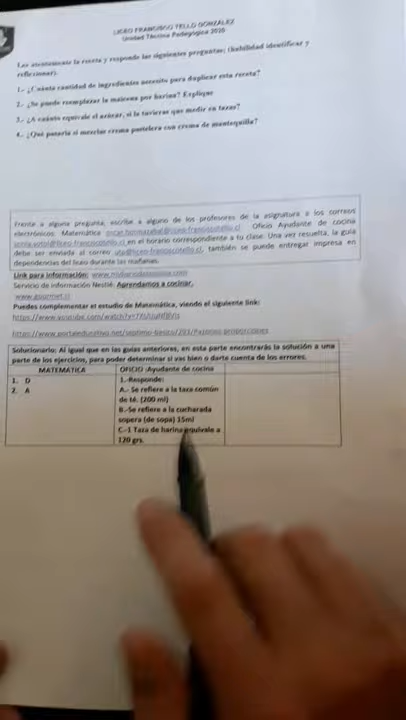 LICEO FRANCISCO TELLO GONZALEZ
Unidad Técnica Pedagógica 2020
Lee atentamente la receta y responde las siguientes preguntas: (habilidad identificar y
reflexionar).
1.- ¿Cuánta cantidad de ingredientes necesito para duplicar esta receta?
2.- ¿Se puede reemplazar la maicena por harina? Explique
3.- ¿A cuánto equivale el azúcar, si la tuvieras que medir en tazas?
4.- ¿Qué pasaría si mezclar crema pastelera con crema de mantequilla?
Frente a alguna pregunta, escribe a alguno de los profesores de la asignatura a los correos
electrónicos: Matemática Oficio Ayudante de cocina
en el horario correspondiente a tu clase. Una vez resuelta, la guía
debe ser enviada al correo también se puede entregar impresa en
dependencias del liceo durante las mañanas.
Link para información:
Servicio de información Nestlé: Aprendamos a cocinar.
www.gourmet.cl
Puedes complementar el estudio de Matemática, viendo el siguiente link:
Solucionario: Al igual que en las guías anteriores, en esta parte encontrarás la solución a una
parte de los ejercicios, para poder determinar si vas bien o darte cuenta de los errores.
MATEMATICA OFICIO :Ayudante de cocina
1. D
2. A
1.-Responde:
A.- Se refiere a la taza común
de té. (200 ml)
B.-Se refiere a la cucharada
sopera (de sopa) 15ml
C.-1 Taza de harina equivale a
120 grs.